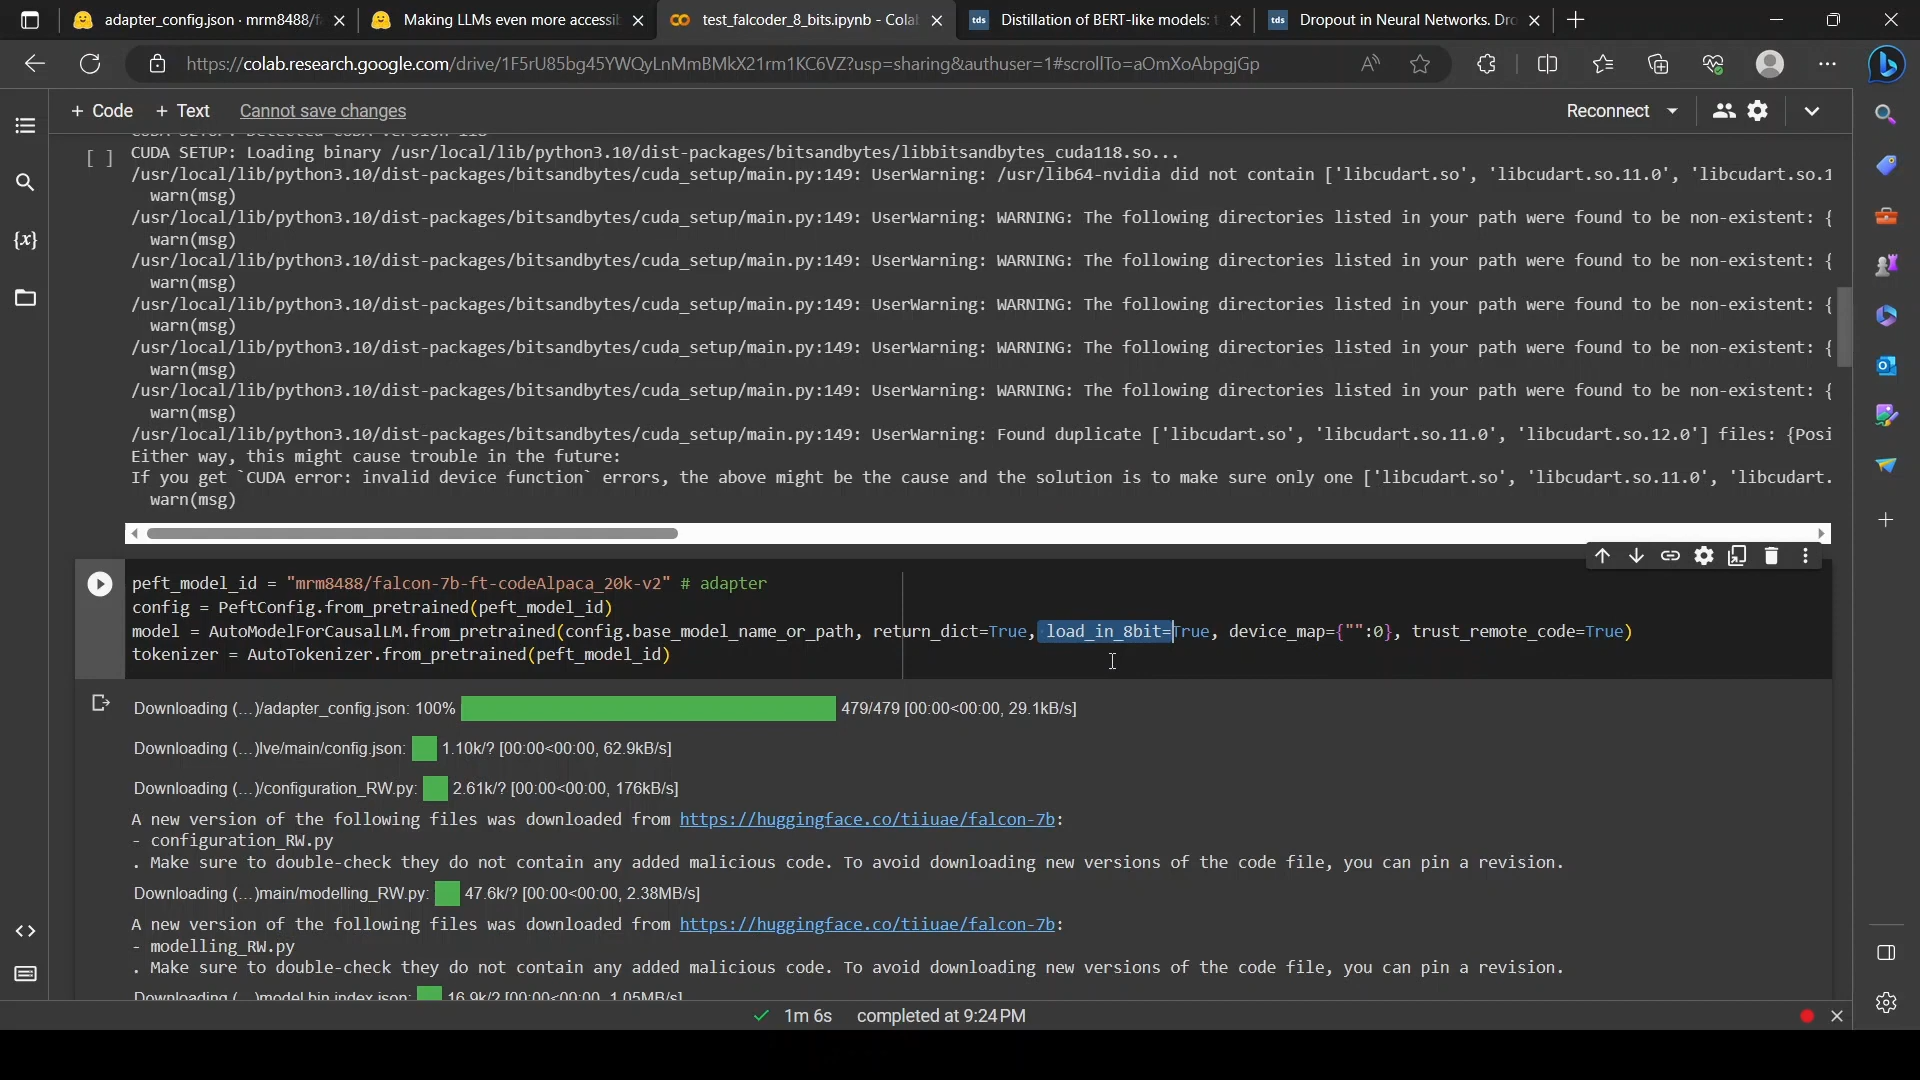 adapter_config.json · mrm8488/f
Making LLMs even more accessi
test_falcoder_8_bits.ipynb - Cola
tds Distillation of BERT-like models:
tds Dropout in Neural Networks. Dr
https://colab.research.google.com/drive/1F5rU85bg45YWQyLnMmBMkX21rm1KC6VZ?usp=sharing&authuser=1#scrollTo=aOmXoAbpgjGp
+ Code + Text Cannot save changes Reconnect
[ ] CUDA SETUP: Loading binary /usr/local/lib/python3.10/dist-packages/bitsandbytes/libbitsandbytes_cuda118.so...
/usr/local/lib/python3.10/dist-packages/bitsandbytes/cuda_setup/main.py:149: UserWarning: /usr/lib64-nvidia did not contain ['libcudart.so', 'libcudart.so.11.0', 'libcudart.so.1
warn(msg)
/usr/local/lib/python3.10/dist-packages/bitsandbytes/cuda_setup/main.py:149: UserWarning: WARNING: The following directories listed in your path were found to be non-existent: {
warn(msg)
/usr/local/lib/python3.10/dist-packages/bitsandbytes/cuda_setup/main.py:149: UserWarning: WARNING: The following directories listed in your path were found to be non-existent: {
warn(msg)
/usr/local/lib/python3.10/dist-packages/bitsandbytes/cuda_setup/main.py:149: UserWarning: WARNING: The following directories listed in your path were found to be non-existent: {
warn(msg)
/usr/local/lib/python3.10/dist-packages/bitsandbytes/cuda_setup/main.py:149: UserWarning: WARNING: The following directories listed in your path were found to be non-existent: {
warn(msg)
/usr/local/lib/python3.10/dist-packages/bitsandbytes/cuda_setup/main.py:149: UserWarning: WARNING: The following directories listed in your path were found to be non-existent: {
warn(msg)
/usr/local/lib/python3.10/dist-packages/bitsandbytes/cuda_setup/main.py:149: UserWarning: Found duplicate ['libcudart.so', 'libcudart.so.11.0', 'libcudart.so.12.0'] files: {Posi
Either way, this might cause trouble in the future:
If you get `CUDA error: invalid device function` errors, the above might be the cause and the solution is to make sure only one ['libcudart.so', 'libcudart.so.11.0', 'libcudart.
warn(msg)
peft_model_id = "mrm8488/falcon-7b-ft-codeAlpaca_20k-v2" # adapter
config = PeftConfig.from_pretrained(peft_model_id)
model = AutoModelForCausalLM.from_pretrained(config.base_model_name_or_path, return_dict=True, load_in_8bit=True, device_map={"":0}, trust_remote_code=True)
tokenizer = AutoTokenizer.from_pretrained(peft_model_id)
Downloading (…)/adapter_config.json: 100% 479/479 [00:00<00:00, 29.1kB/s]
Downloading (…)lve/main/config.json: 1.10k/? [00:00<00:00, 62.9kB/s]
Downloading (…)/configuration_RW.py: 2.61k/? [00:00<00:00, 176kB/s]
A new version of the following files was downloaded from https://huggingface.co/tiiuae/falcon-7b:
- configuration_RW.py
. Make sure to double-check they do not contain any added malicious code. To avoid downloading new versions of the code file, you can pin a revision.
Downloading (…)main/modelling_RW.py: 47.6k/? [00:00<00:00, 2.38MB/s]
A new version of the following files was downloaded from https://huggingface.co/tiiuae/falcon-7b:
- modelling_RW.py
. Make sure to double-check they do not contain any added malicious code. To avoid downloading new versions of the code file, you can pin a revision.
Downloading (…)model.bin.index.json: 16.9k/? [00:00<00:00, 1.05MB/s]
1m 6s completed at 9:24 PM